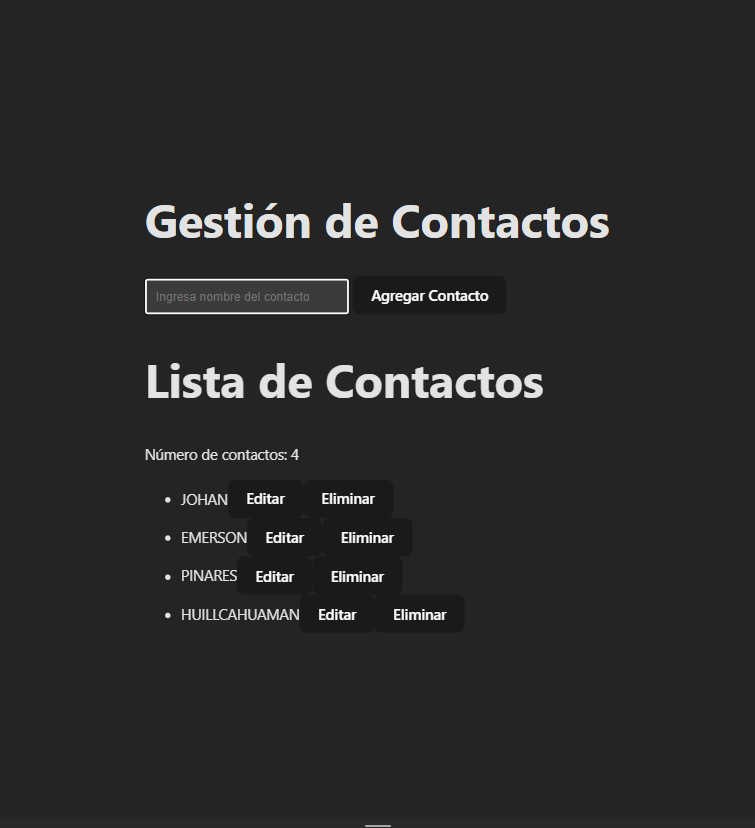 Gestión de Contactos
Ingresa nombre del contacto Agregar Contacto
Lista de Contactos
Número de contactos: 4
• JOHAN Editar Eliminar
• EMERSON Editar Eliminar
• PINARES Editar Eliminar
• HUILLCAHUAMAN Editar Eliminar